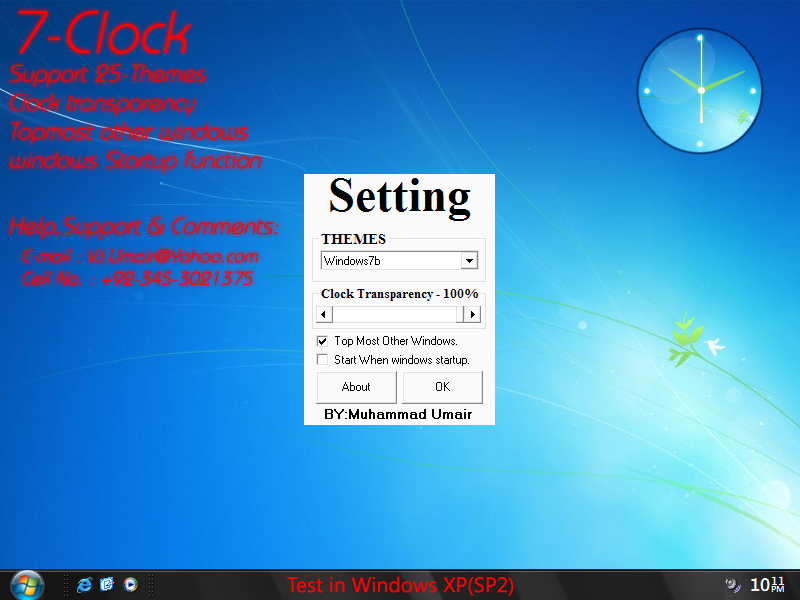 7-Clock
Support 25-Themes
Clock transparency
Topmost other windows
windows Startup function
Help,Support & Comments:
E-mail : VJ.Umair@Yahoo.com
Cell No. : +92-345-3021375
Setting
THEMES
Windows7b
Clock Transparency - 100%
Top Most Other Windows.
Start When windows startup.
About
OK
BY:Muhammad Umair
Test in Windows XP(SP2)
10 11 PM